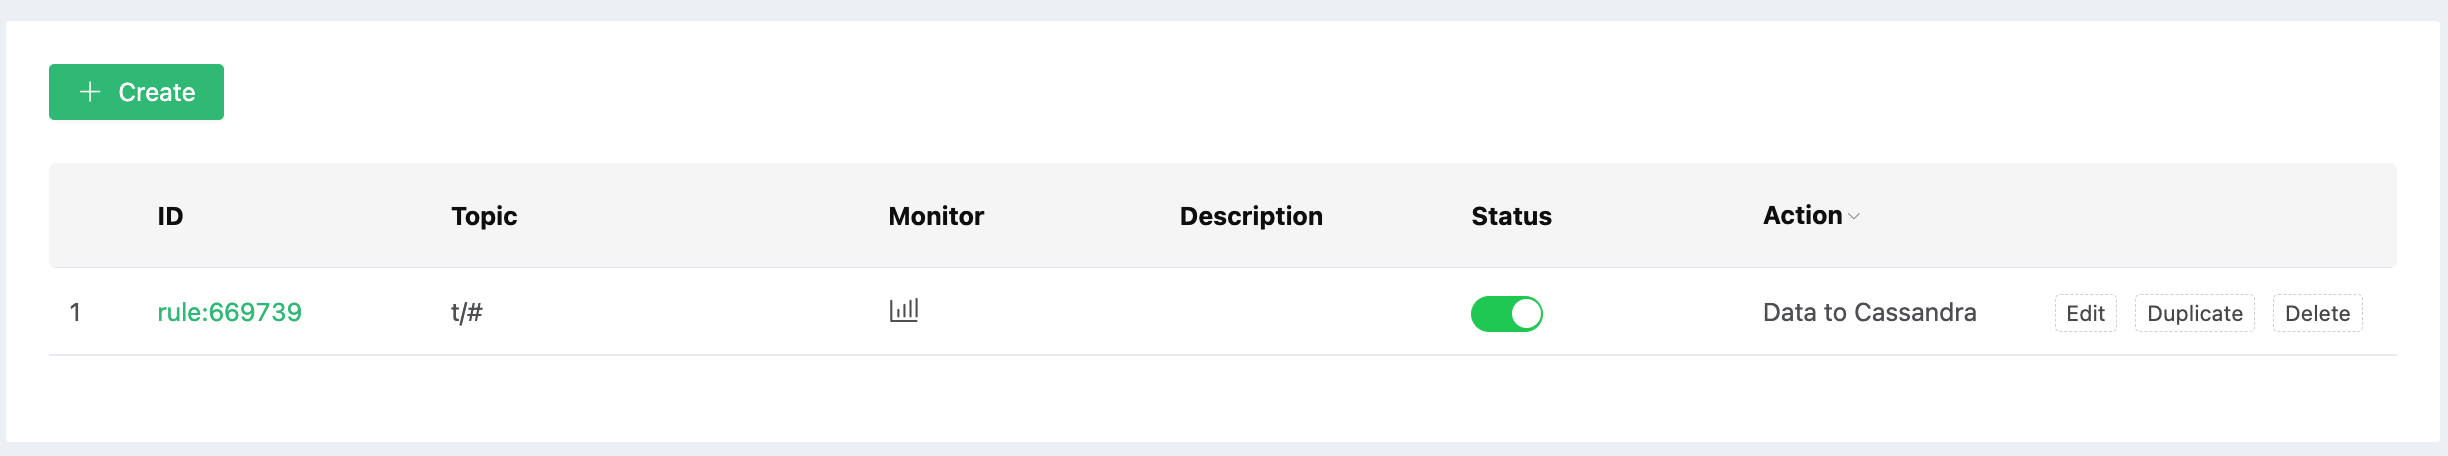 Create
ID Topic Monitor Description Status Action
1 rule:669739 t/# Data to Cassandra Edit Duplicate Delete